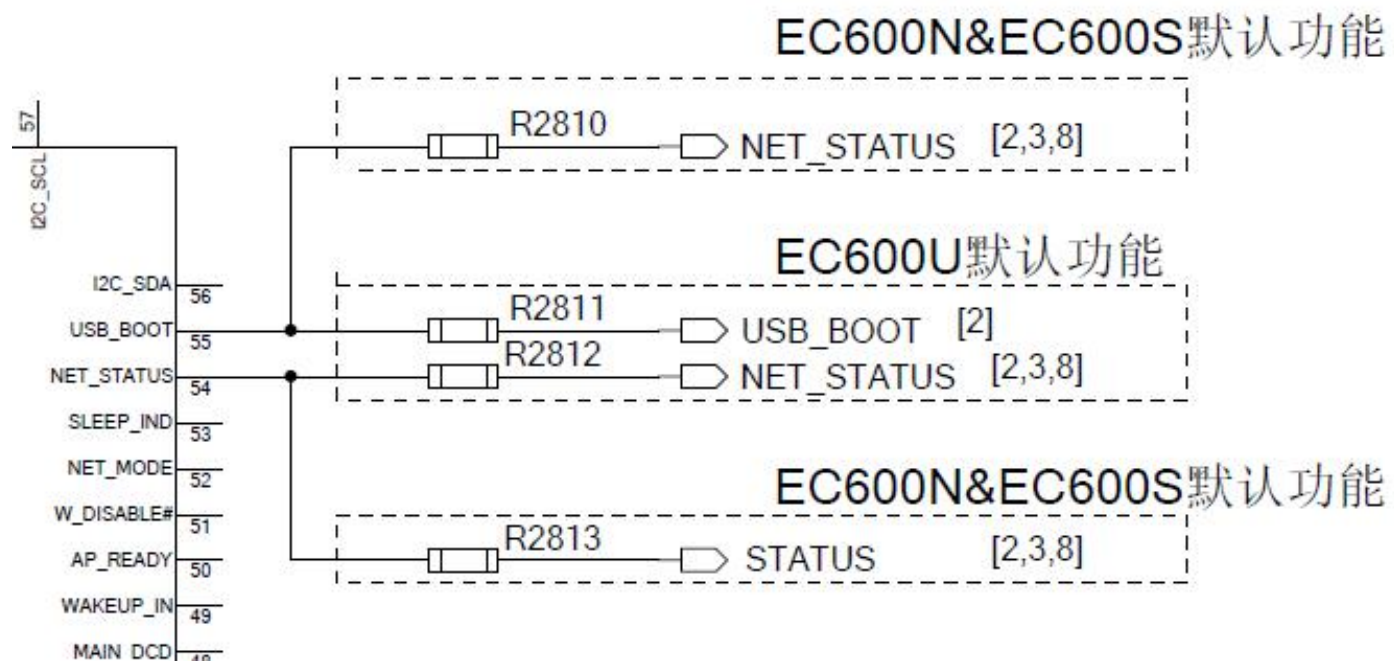 EC600N&EC600S默认功能
57
I2C_SCL
R2810
NET_STATUS [2,3,8]
EC600U默认功能
I2C_SDA 56
R2811
USB_BOOT 55
USB_BOOT [2]
R2812
NET_STATUS 54
NET_STATUS [2,3,8]
SLEEP_IND 53
NET_MODE 52
EC600N&EC600S默认功能
W_DISABLE# 51
R2813
AP_READY 50
STATUS [2,3,8]
WAKEUP_IN 49
MAIN_DCD 48